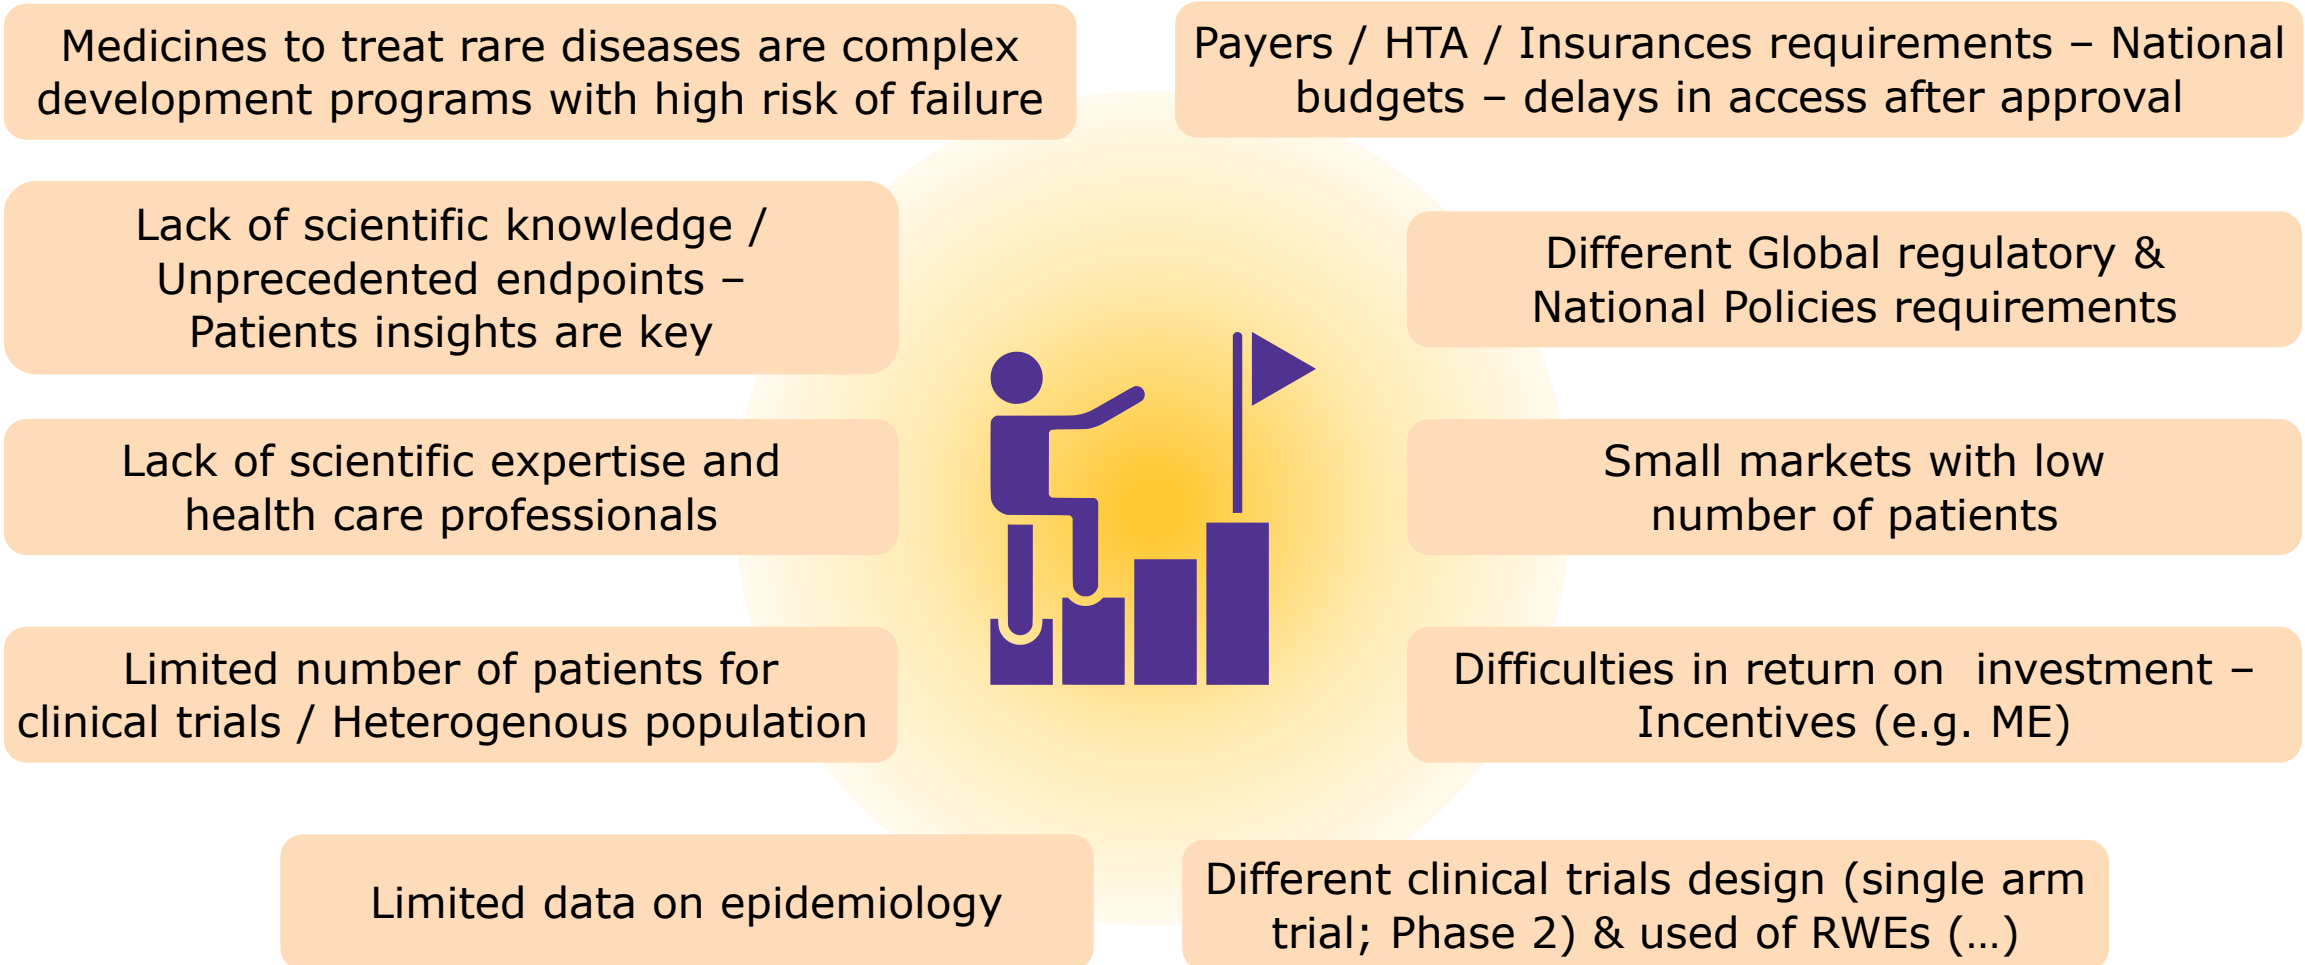 Medicines to treat rare diseases are complex
development programs with high risk of failure
Payers / HTA / Insurances requirements – National
budgets – delays in access after approval
Lack of scientific knowledge /
Unprecedented endpoints –
Patients insights are key
Different Global regulatory &
National Policies requirements
Lack of scientific expertise and
health care professionals
Small markets with low
number of patients
Limited number of patients for
clinical trials / Heterogenous population
Difficulties in return on  investment –
Incentives (e.g. ME)
Limited data on epidemiology
Different clinical trials design (single arm
trial; Phase 2) & used of RWEs (…)